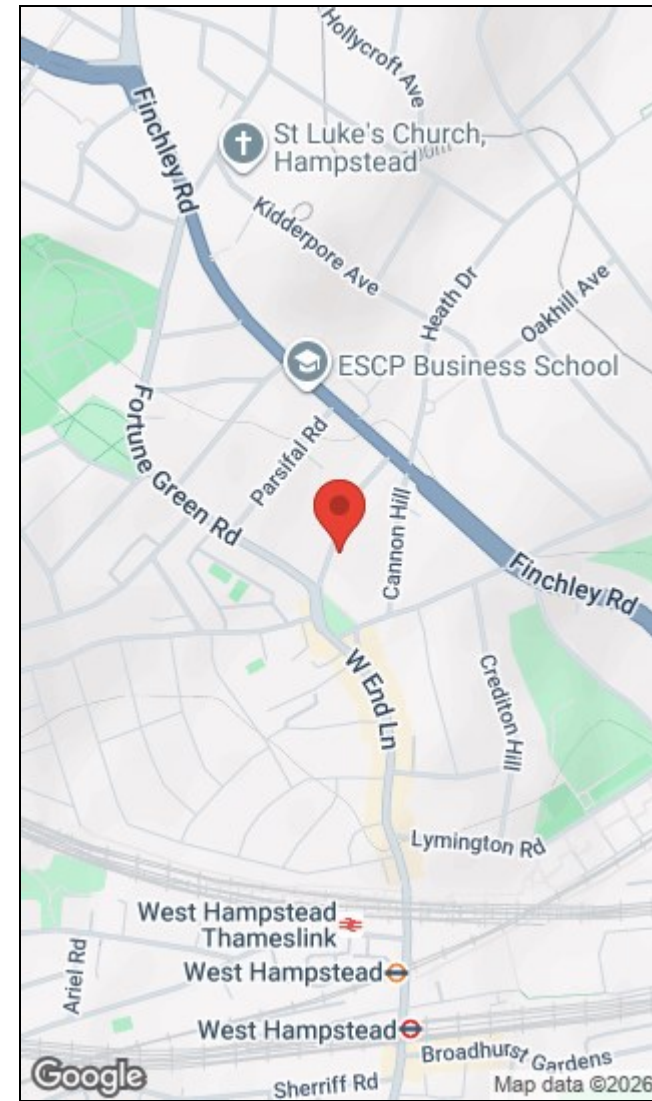 Hollycroft Ave
St Luke's Church,
Hampstead
Finchley Rd
Kidderpore Ave
Heath Dr
Oakhill Ave
ESCP Business School
Fortune Green Rd
Parsifal Rd
Cannon Hill
Finchley Rd
W End Ln
Crediton Hill
Lymington Rd
West Hampstead
Thameslink
Ariel Rd
West Hampstead
West Hampstead
Broadhurst Gardens
Google
Sherriff Rd
Map data ©2026